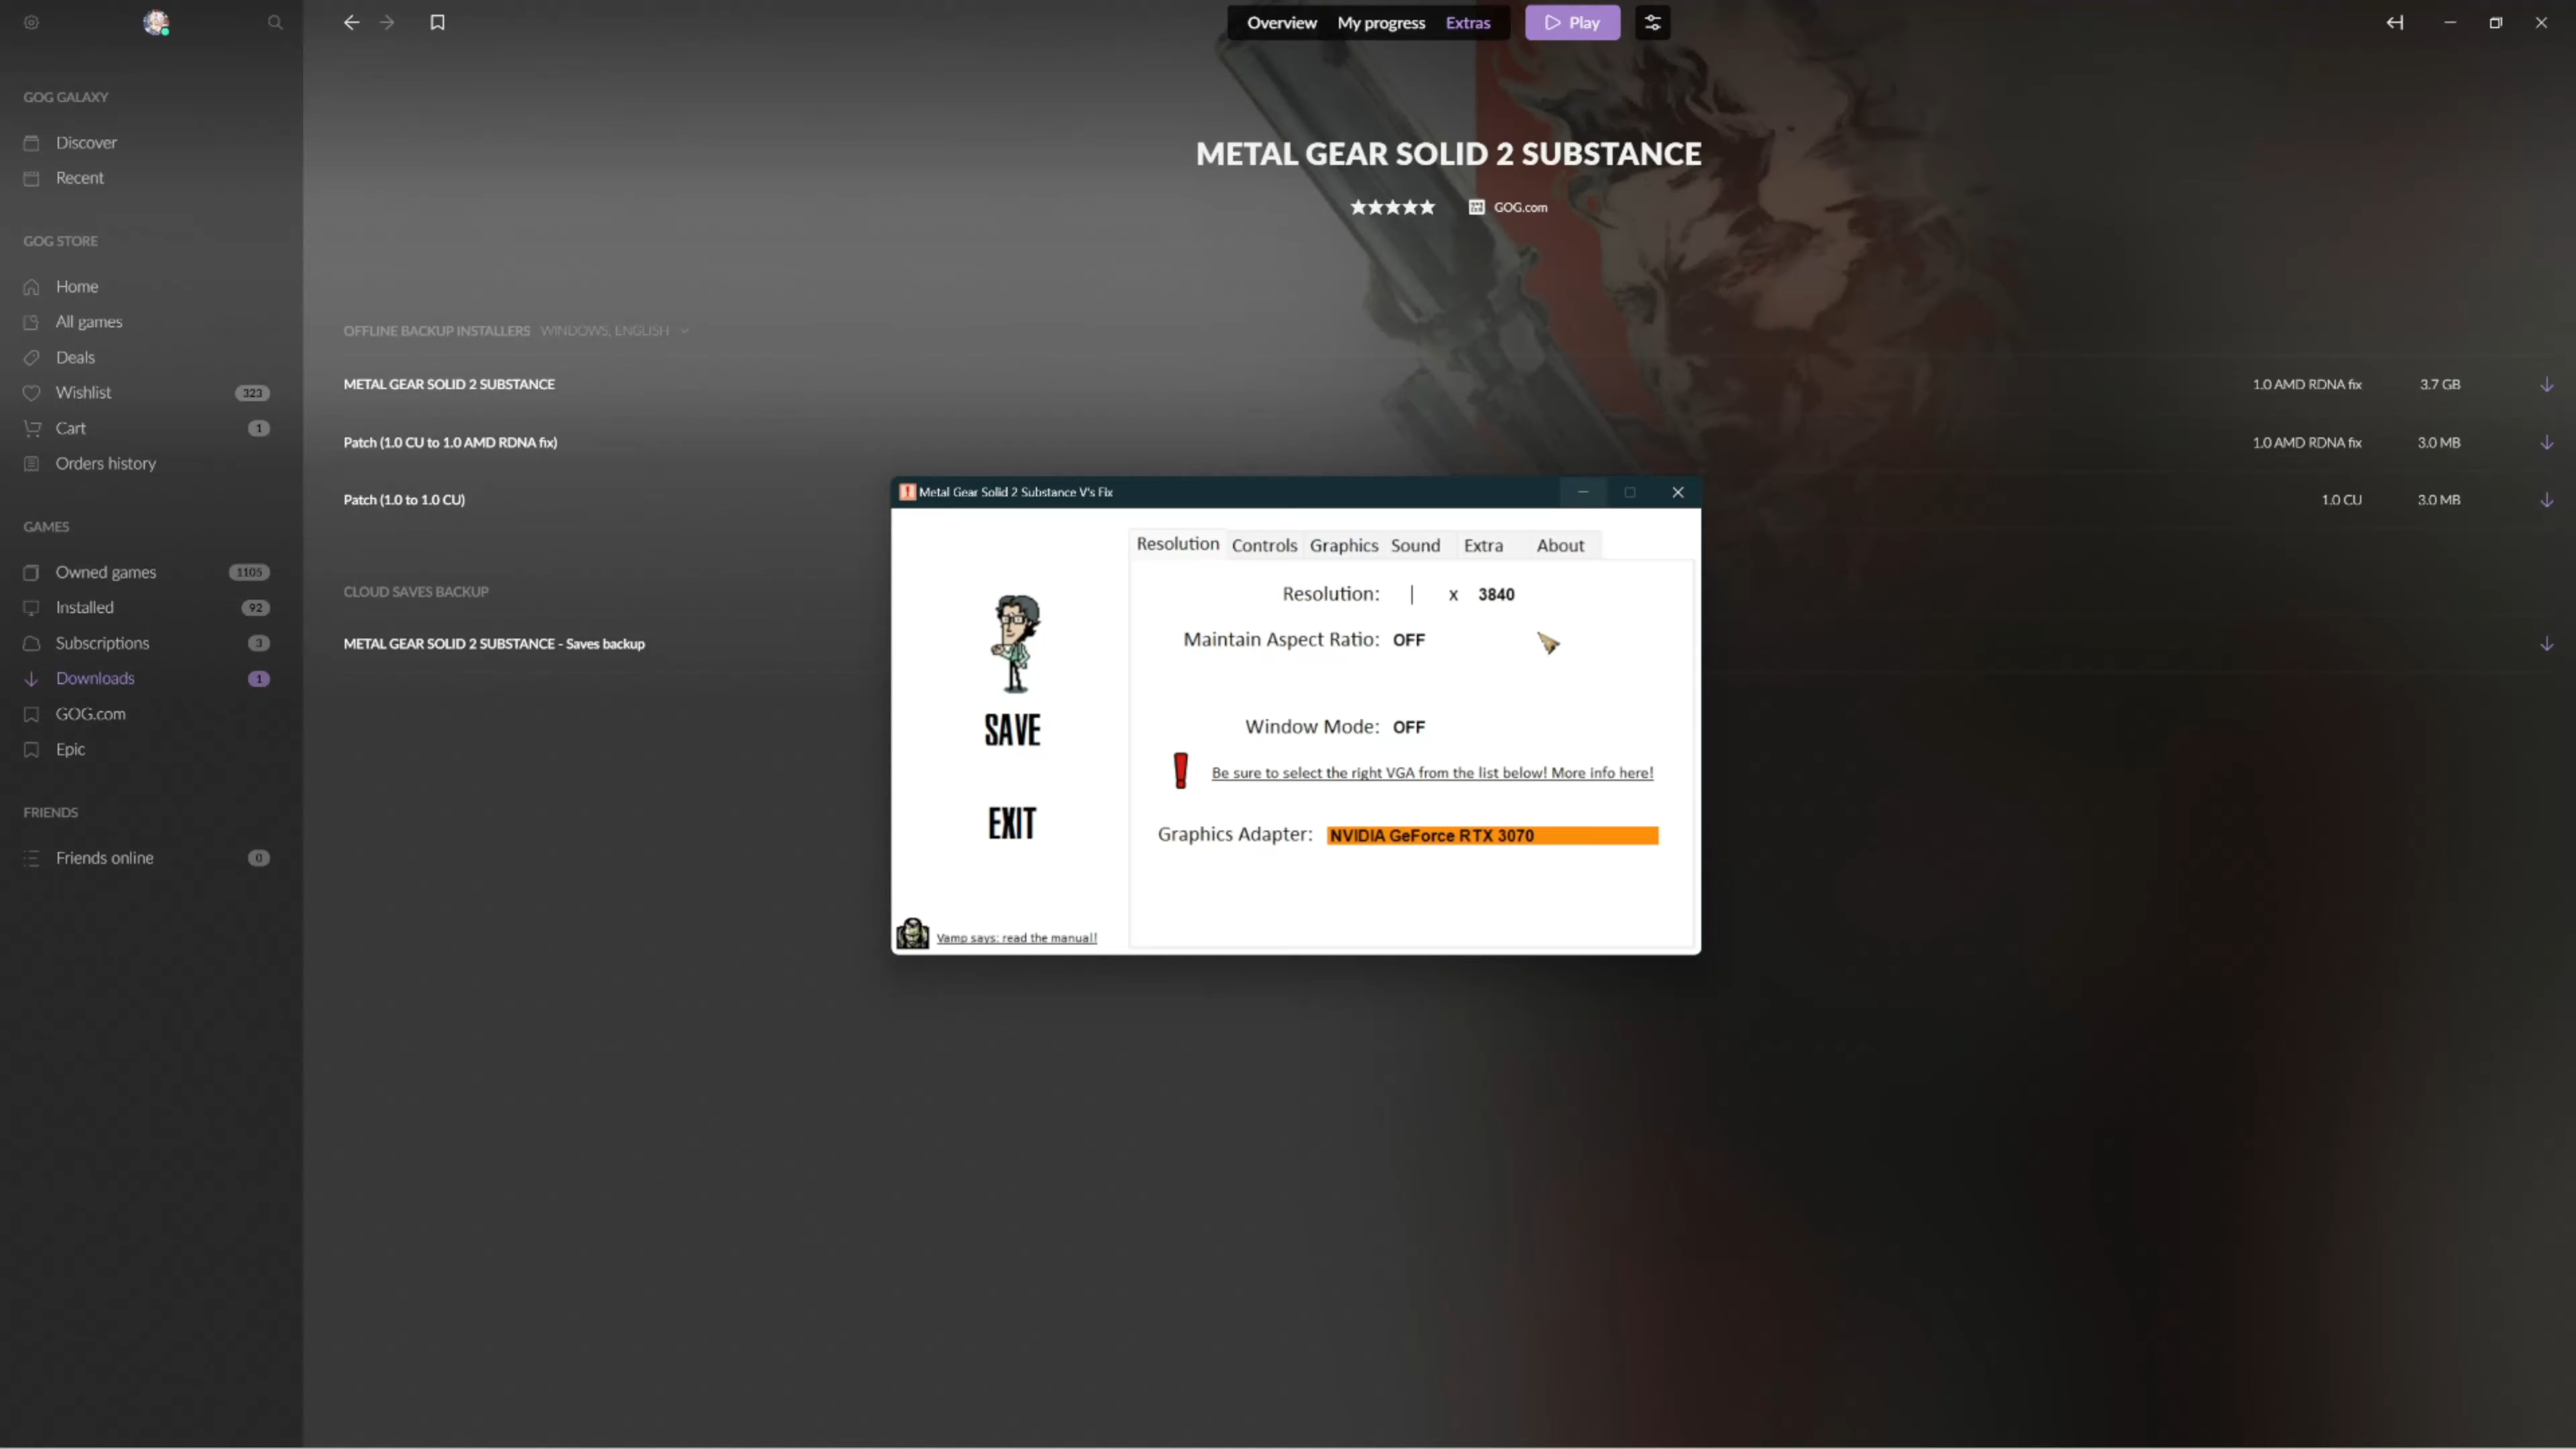 Overview My progress Extras Play
GOG GALAXY
Discover
Recent
GOG STORE
Home
All games
Deals
Wishlist 323
Cart 1
Orders history
GAMES
Owned games 1105
Installed 92
Subscriptions 3
Downloads 1
GOG.com
Epic
FRIENDS
Friends online 0
METAL GEAR SOLID 2 SUBSTANCE
GOG.com
OFFLINE BACKUP INSTALLERS WINDOWS, ENGLISH
METAL GEAR SOLID 2 SUBSTANCE 1.0 AMD RDNA fix 3.7 GB
Patch (1.0 CU to 1.0 AMD RDNA fix) 1.0 AMD RDNA fix 3.0 MB
Patch (1.0 to 1.0 CU) 1.0 CU 3.0 MB
CLOUD SAVES BACKUP
METAL GEAR SOLID 2 SUBSTANCE - Saves backup
Metal Gear Solid 2 Substance V's Fix
Resolution Controls Graphics Sound Extra About
Resolution: x 3840
Maintain Aspect Ratio: OFF
Window Mode: OFF
Be sure to select the right VGA from the list below! More info here!
Graphics Adapter: NVIDIA GeForce RTX 3070
SAVE
EXIT
Vamp says: read the manual!